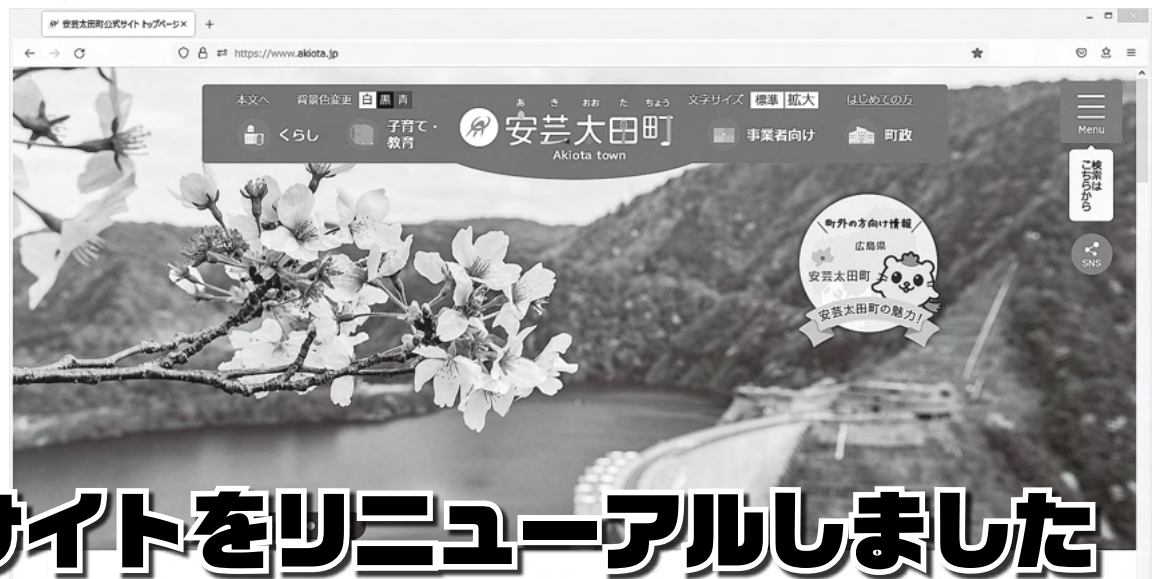 安芸太田町公式サイト トップページ
https://www.akiota.jp
本文へ 背景色変更 白 黒 青
くらし
子育て・
教育
あ き おお た ちょう
安芸太田町
Akiota town
文字サイズ 標準 拡大 はじめての方
事業者向け
町政
Menu
検索は
こちらから
SNS
町外の方向け情報
広島県
安芸太田町
安芸太田町の魅力!
サイトをリニューアルしました